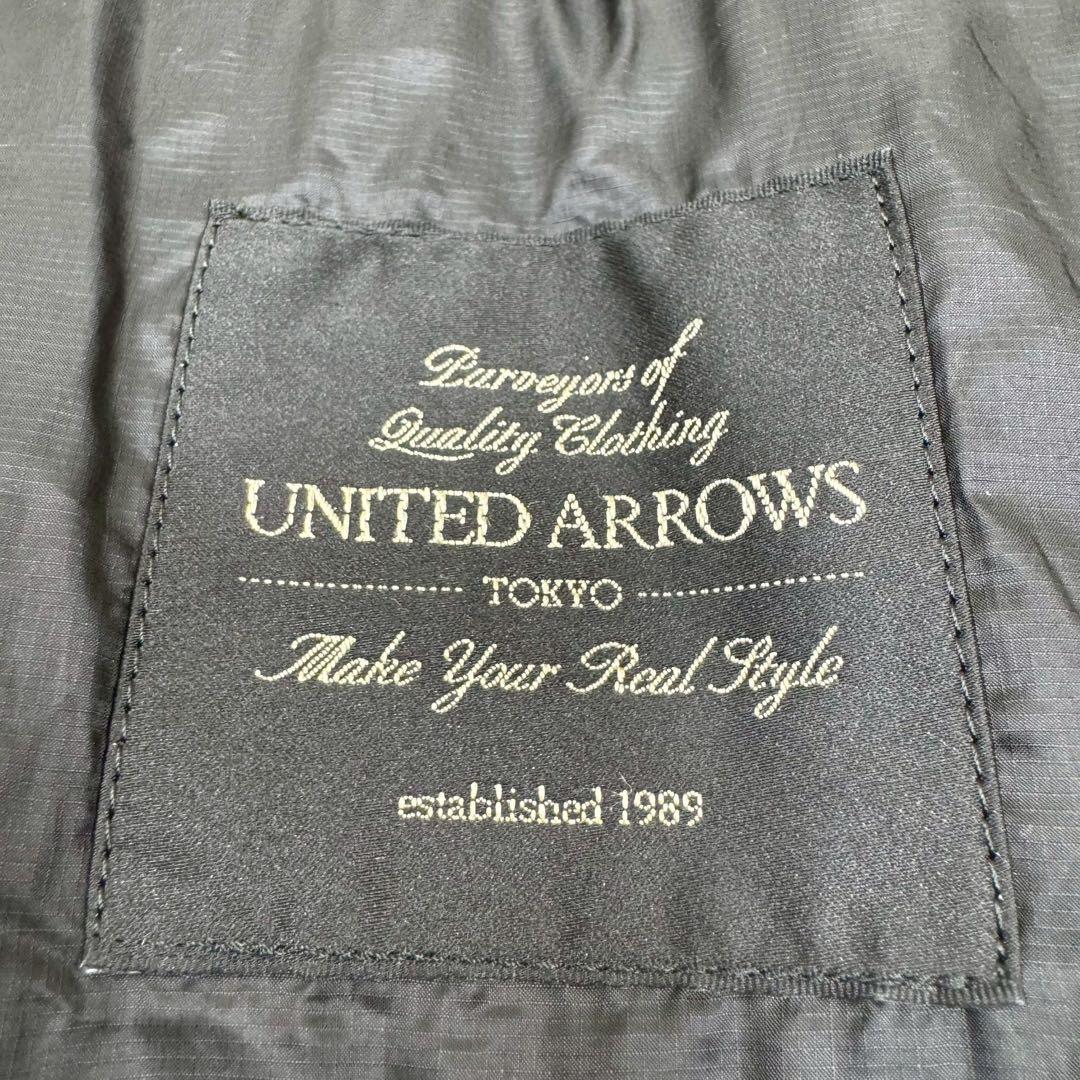 Purveyors of
Quality Clothing
UNITED ARROWS
TOKYO
Make Your Real Style
established 1989